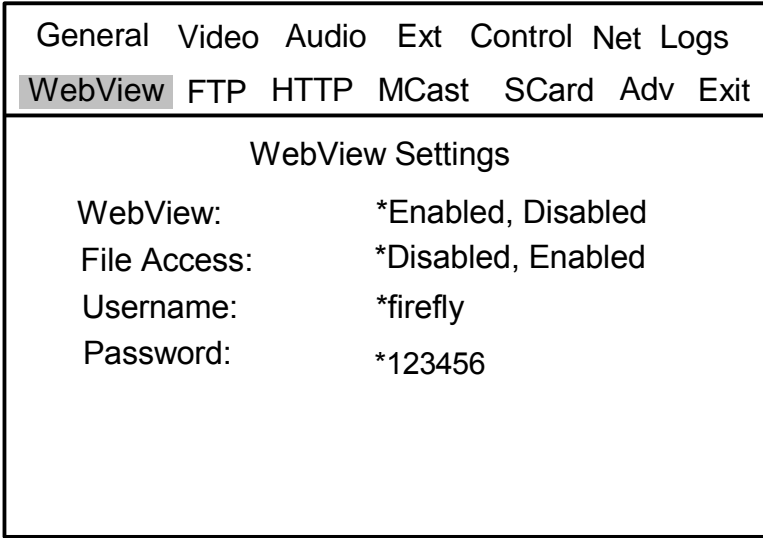 General Video Audio Ext Control Net Logs
WebView FTP HTTP MCast SCard Adv Exit
WebView Settings
WebView: *Enabled, Disabled
File Access: *Disabled, Enabled
Username: *firefly
Password: *123456